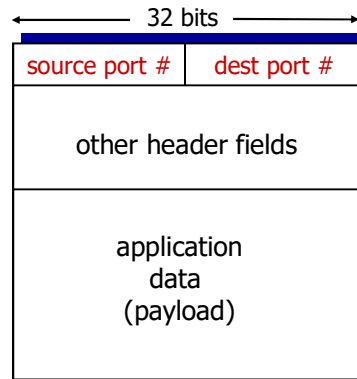 32 bits
source port # dest port #
other header fields
application
data
(payload)